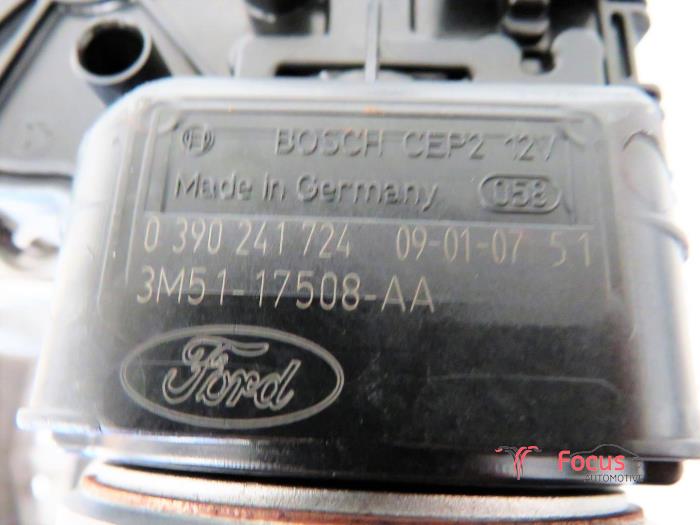 BOSCH CEP2 12V
Made in Germany 058
0 390 241 724 09-01-07 51
3M51-17508-AA
Ford
Focus
AUTOMOTIVE